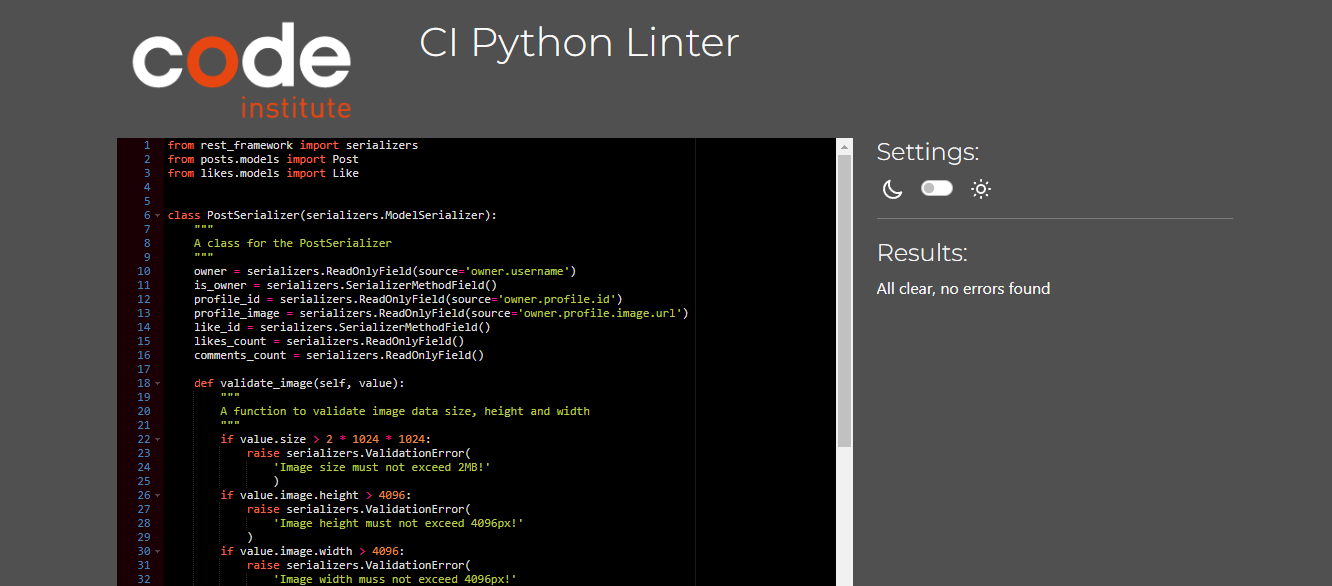 code
institute
CI Python Linter
1 from rest_framework import serializers
2 from posts.models import Post
3 from likes.models import Like
4
5
6 class PostSerializer(serializers.ModelSerializer):
7 """
8 A class for the PostSerializer
9 """
10 owner = serializers.ReadOnlyField(source='owner.username')
11 is_owner = serializers.SerializerMethodField()
12 profile_id = serializers.ReadOnlyField(source='owner.profile.id')
13 profile_image = serializers.ReadOnlyField(source='owner.profile.image.url')
14 like_id = serializers.SerializerMethodField()
15 likes_count = serializers.ReadOnlyField()
16 comments_count = serializers.ReadOnlyField()
17
18 def validate_image(self, value):
19 """
20 A function to validate image data size, height and width
21 """
22 if value.size > 2 * 1024 * 1024:
23 raise serializers.ValidationError(
24 'Image size must not exceed 2MB!'
25 )
26 if value.image.height > 4096:
27 raise serializers.ValidationError(
28 'Image height must not exceed 4096px!'
29 )
30 if value.image.width > 4096:
31 raise serializers.ValidationError(
32 'Image width muss not exceed 4096px!'
Settings:
Results:
All clear, no errors found